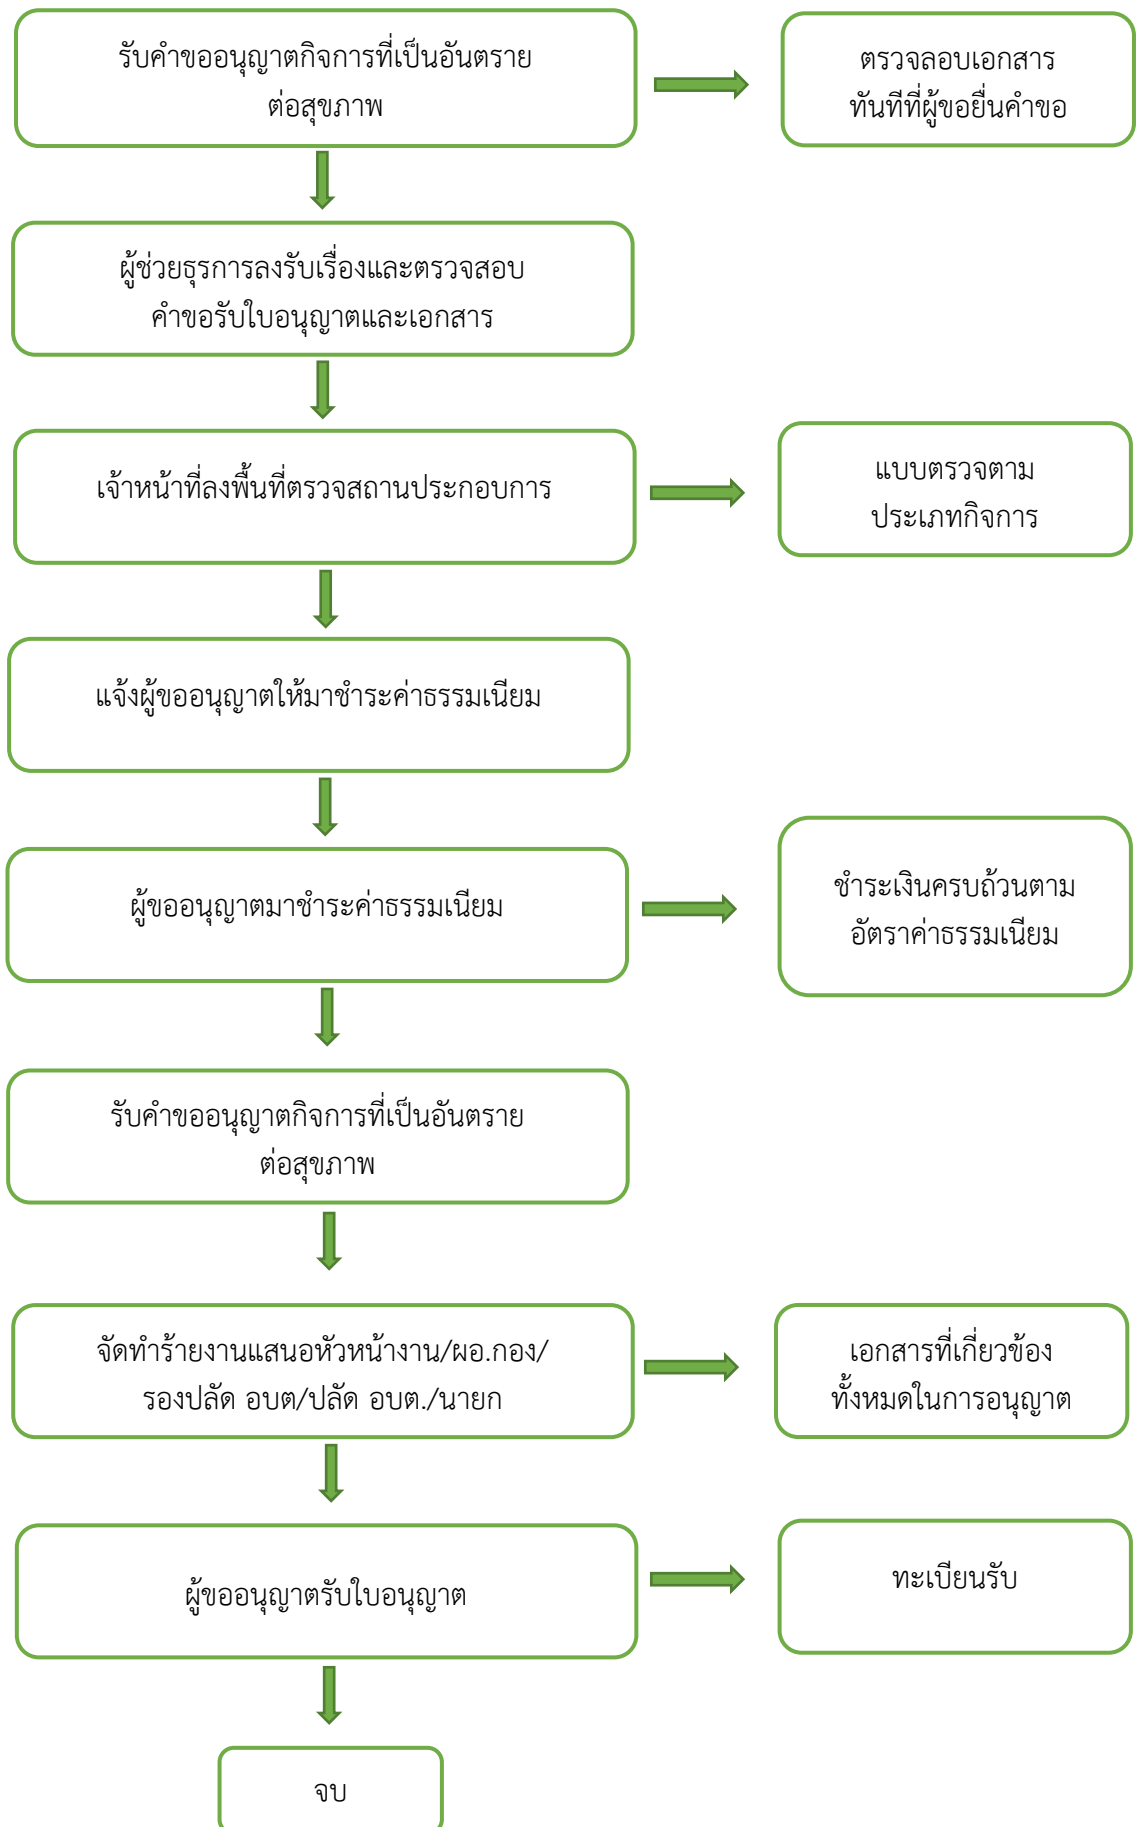 รับคำขออนุญาตกิจการที่เป็นอันตราย
ต่อสุขภาพ
ตรวจลอบเอกสาร
ทันทีที่ผู้ขอยื่นคำขอ
ผู้ช่วยธุรการลงรับเรื่องและตรวจสอบ
คำขอรับใบอนุญาตและเอกสาร
เจ้าหน้าที่ลงพื้นที่ตรวจสถานประกอบการ
แบบตรวจตาม
ประเภทกิจการ
แจ้งผู้ขออนุญาตให้มาชำระค่าธรรมเนียม
ผู้ขออนุญาตมาชำระค่าธรรมเนียม
ชำระเงินครบถ้วนตาม
อัตราค่าธรรมเนียม
รับคำขออนุญาตกิจการที่เป็นอันตราย
ต่อสุขภาพ
จัดทำร้ายงานแสนอหัวหน้างาน/ผอ.กอง/
รองปลัด อบต/ปลัด อบต./นายก
เอกสารที่เกี่ยวข้อง
ทั้งหมดในการอนุญาต
ผู้ขออนุญาตรับใบอนุญาต
ทะเบียนรับ
จบ